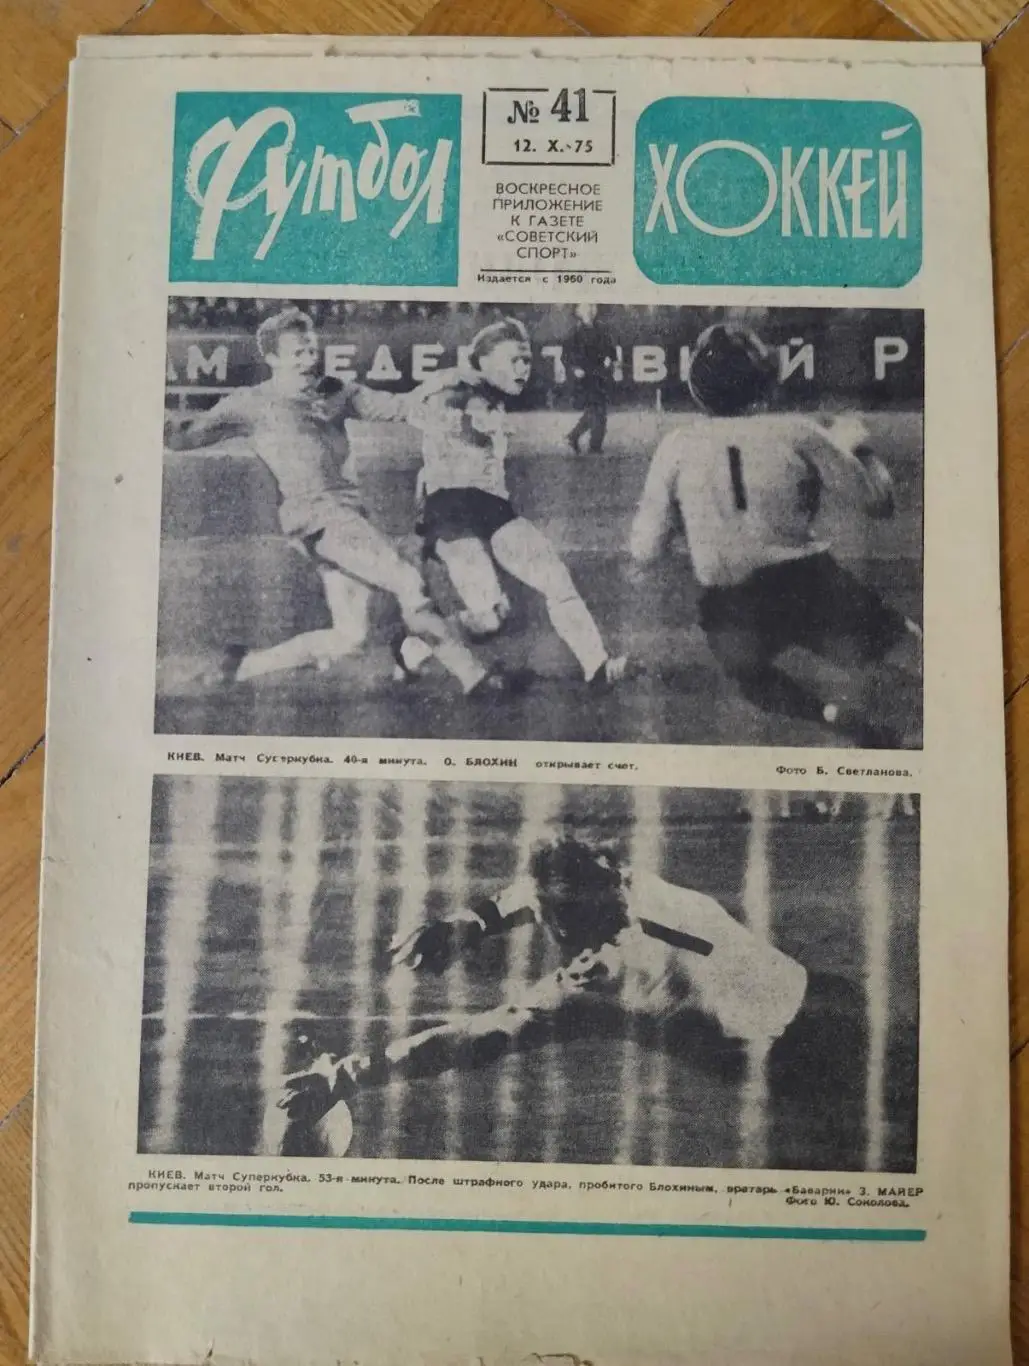 Футбол
№ 41
12. X.-75
ВОСКРЕСНОЕ
ПРИЛОЖЕНИЕ
К ГАЗЕТЕ
«СОВЕТСКИЙ
СПОРТ»
Издается с 1960 года
ХОККЕЙ
1
КИЕВ. Матч Суперкубка. 40-я минута. О. БЛОХИН открывает счет.
Фото Б. Светланова.
КИЕВ. Матч Суперкубка. 53-я минута. После штрафного удара, пробитого Блохиным, вратарь «Баварии» З. МАЙЕР
пропускает второй гол.
Фото Ю. Соколова.